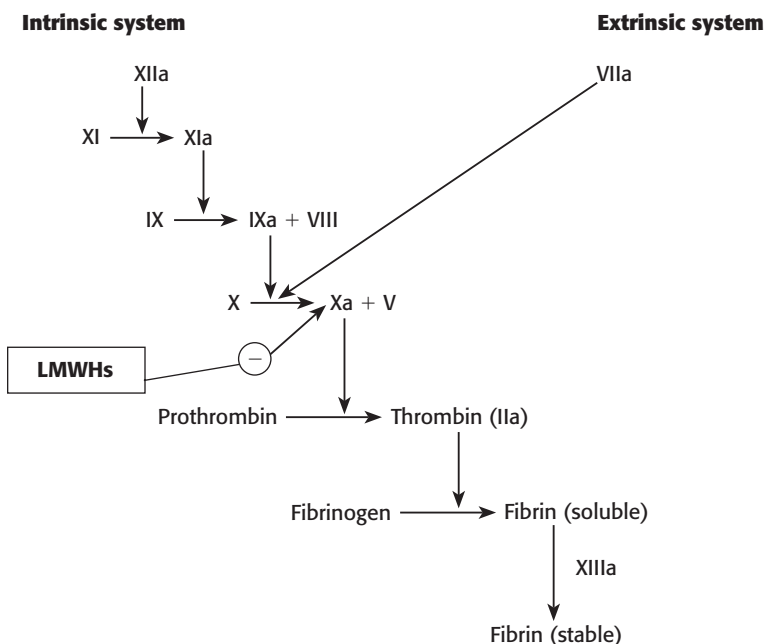 Intrinsic system Extrinsic system
XIIa VIIa
XI XIa
IX IXa + VIII
X Xa + V
LMWHs −
Prothrombin Thrombin (IIa)
Fibrinogen Fibrin (soluble)
XIIIa
Fibrin (stable)